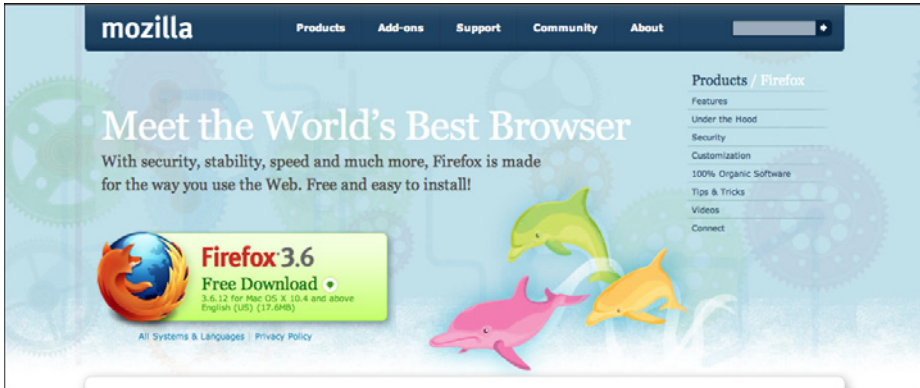 mozilla
Products Add-ons Support Community About
Products / Firefox
Features
Under the Hood
Security
Customization
100% Organic Software
Tips & Tricks
Videos
Connect
Meet the World's Best Browser
With security, stability, speed and much more, Firefox is made
for the way you use the Web. Free and easy to install!
Firefox 3.6
Free Download
3.6.12 for Mac OS X 10.4 and above
English (US) (17.6MB)
All Systems & Languages | Privacy Policy